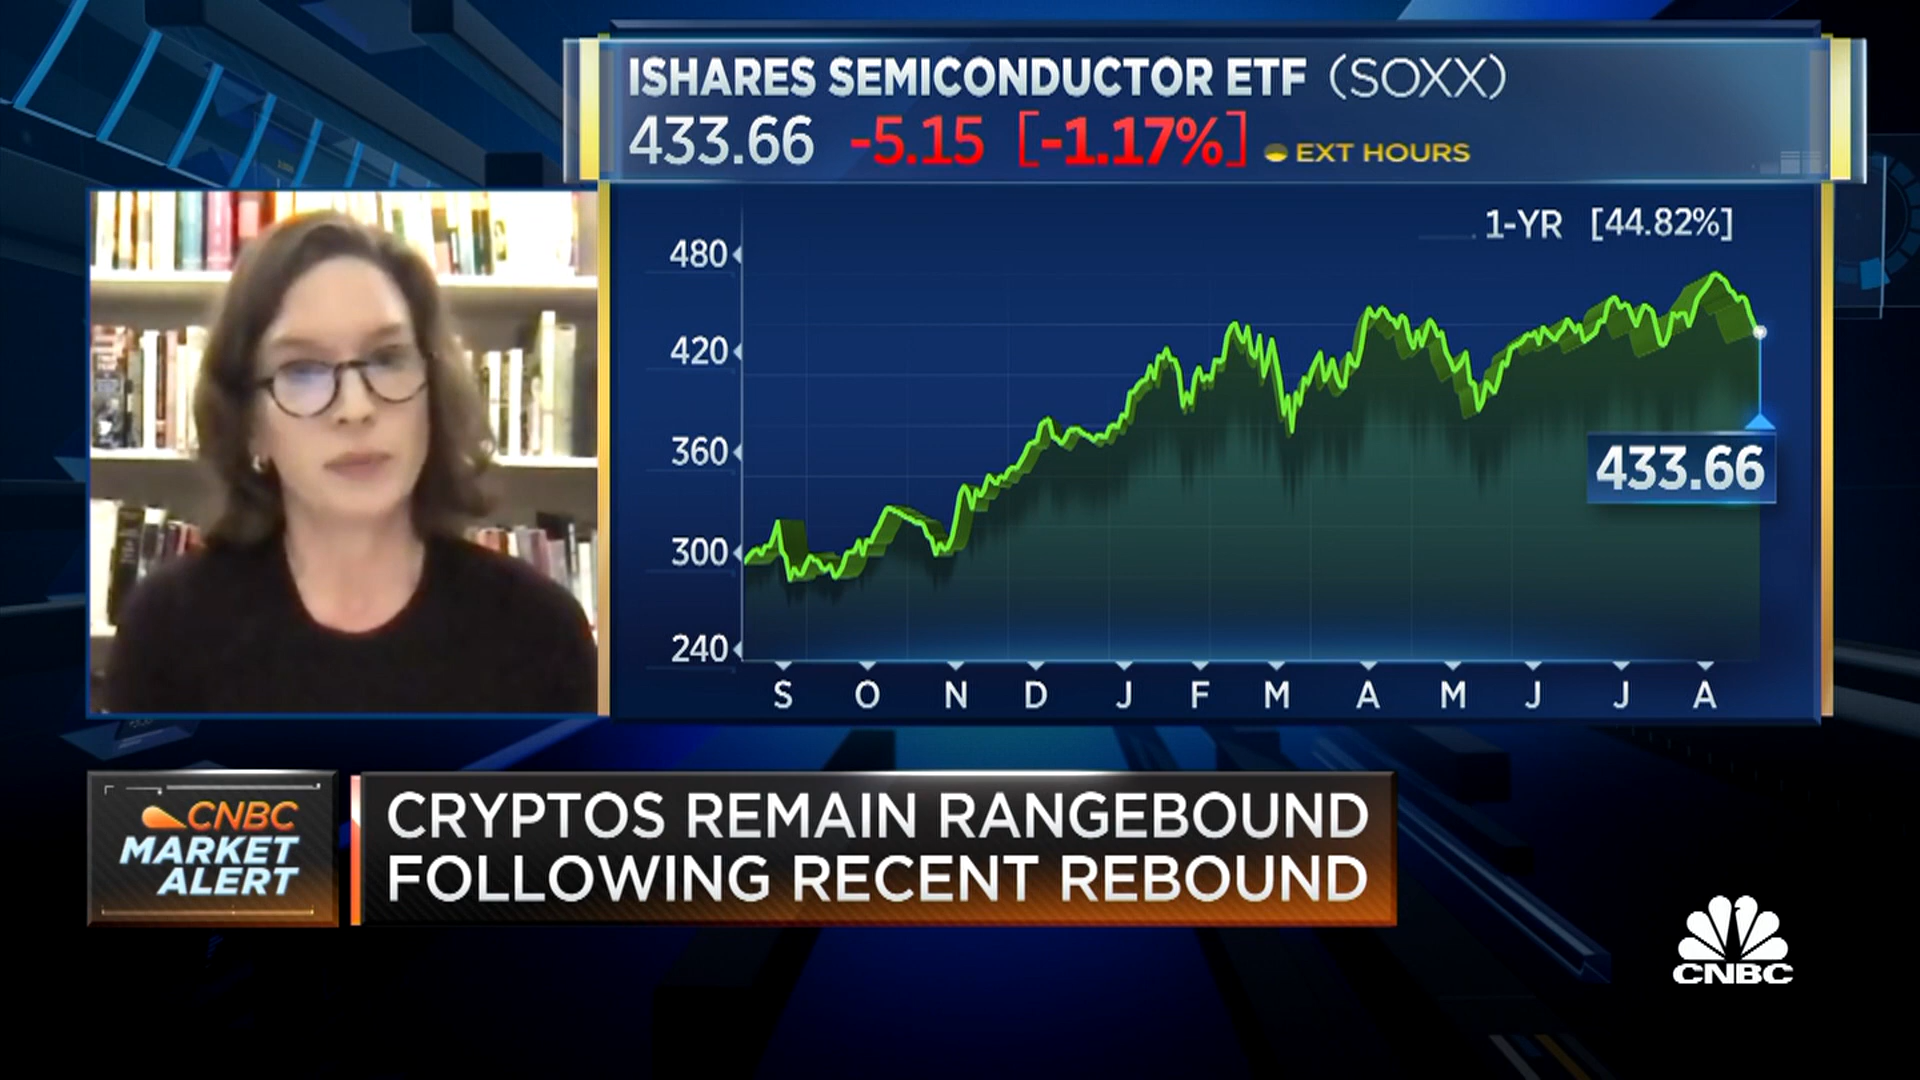 ISHARES SEMICONDUCTOR ETF (SOXX)
433.66 -5.15 [-1.17%] EXT HOURS
1-YR [44.82%]
480
420
360
300
240
433.66
S O N D J F M A M J J A
CNBC
MARKET
ALERT
CRYPTOS REMAIN RANGEBOUND
FOLLOWING RECENT REBOUND
CNBC